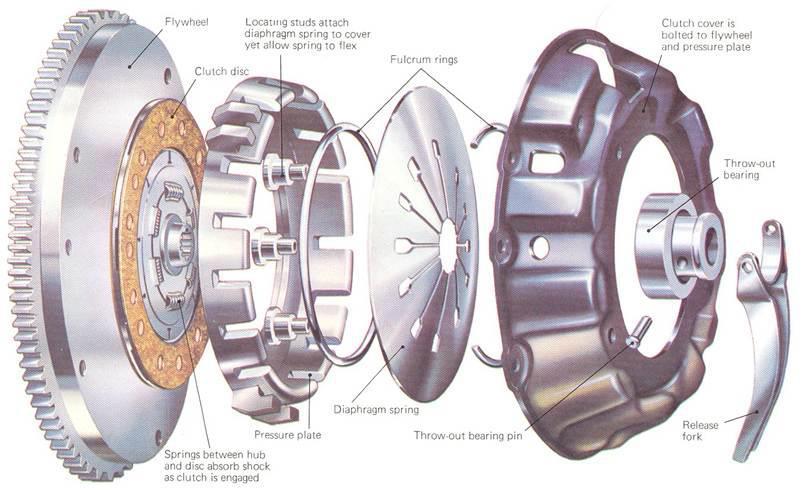 Flywheel
Locating studs attach
diaphragm spring to cover
yet allow spring to flex
Clutch cover is
bolted to flywheel
and pressure plate
Clutch disc
Fulcrum rings
Throw-out
bearing
Diaphragm spring
Pressure plate
Throw-out bearing pin
Release
fork
Springs between hub
and disc absorb shock
as clutch is engaged